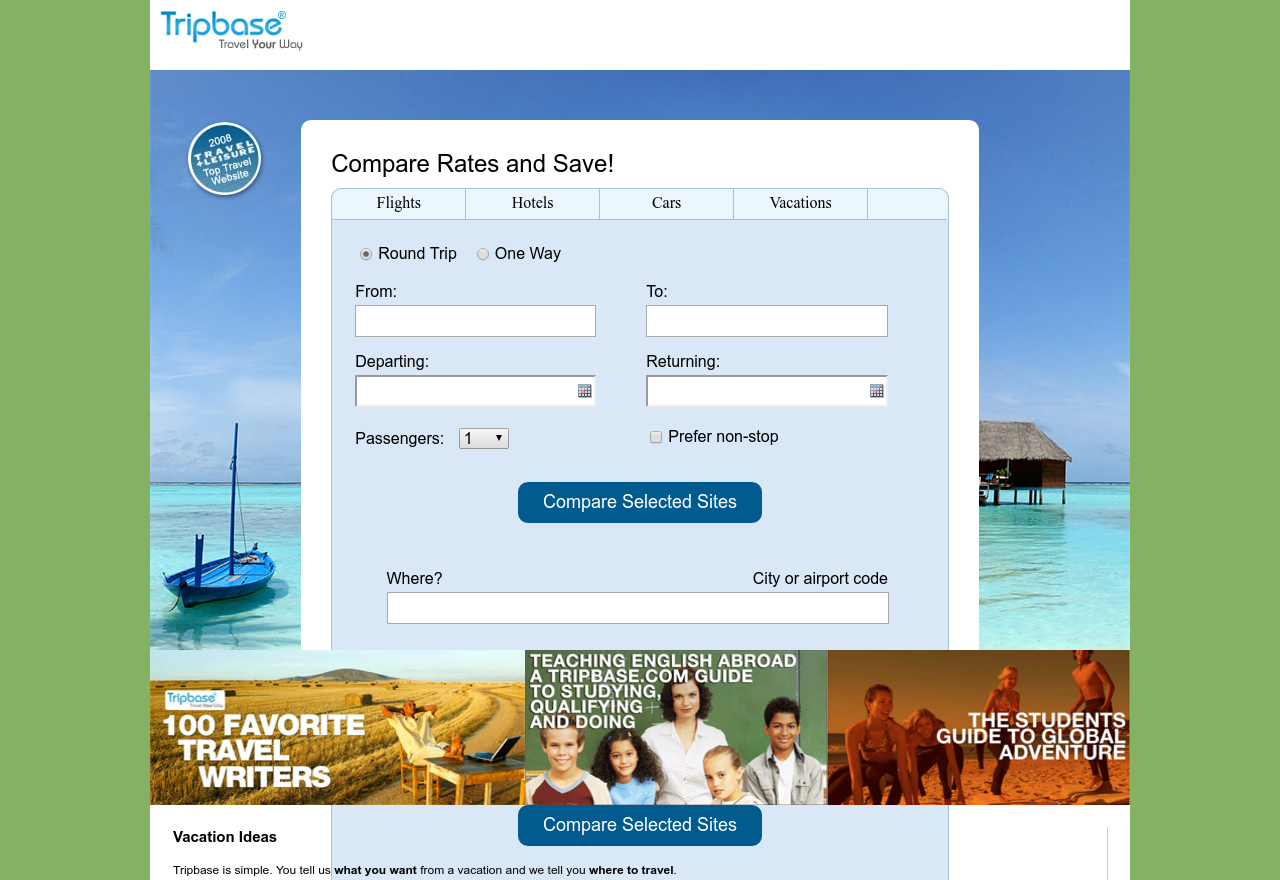 Tripbase®
Travel Your Way
2008
TRAVEL
+LEISURE
Top Travel
Website
Compare Rates and Save!
Flights
Hotels
Cars
Vacations
Round Trip
One Way
From:
To:
Departing:
Returning:
Passengers:
1
Prefer non-stop
Compare Selected Sites
Where?
City or airport code
Tripbase
Travel Your Way
100 FAVORITE
TRAVEL
WRITERS
TEACHING ENGLISH ABROAD
A TRIPBASE.COM GUIDE
TO STUDYING,
QUALIFYING
AND DOING
THE STUDENTS
GUIDE TO GLOBAL
ADVENTURE
Compare Selected Sites
Vacation Ideas
Tripbase is simple. You tell us what you want from a vacation and we tell you where to travel.